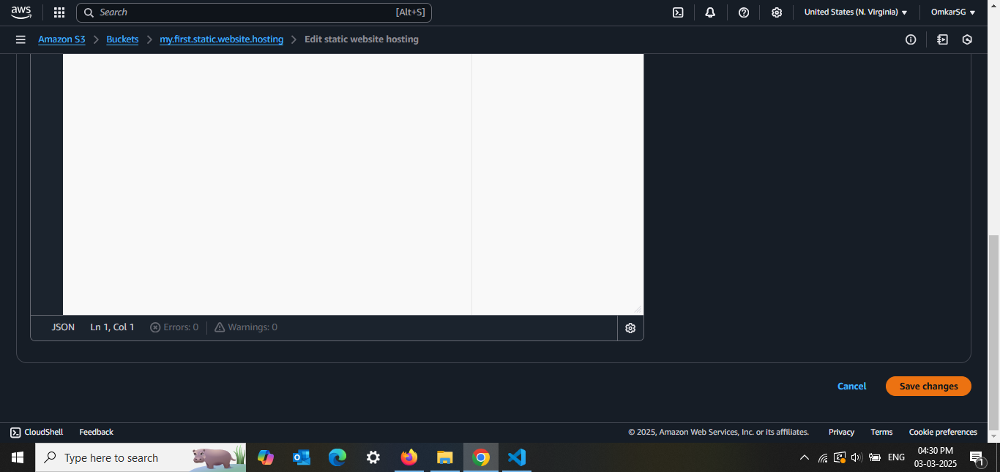 aws
Search [Alt+S] United States (N. Virginia) OmkarSG
Amazon S3 Buckets my.first.static.website.hosting Edit static website hosting
JSON Ln 1, Col 1 Errors: 0 Warnings: 0
Cancel Save changes
CloudShell Feedback © 2025, Amazon Web Services, Inc. or its affiliates. Privacy Terms Cookie preferences
Type here to search ENG 04:30 PM
03-03-2025 1